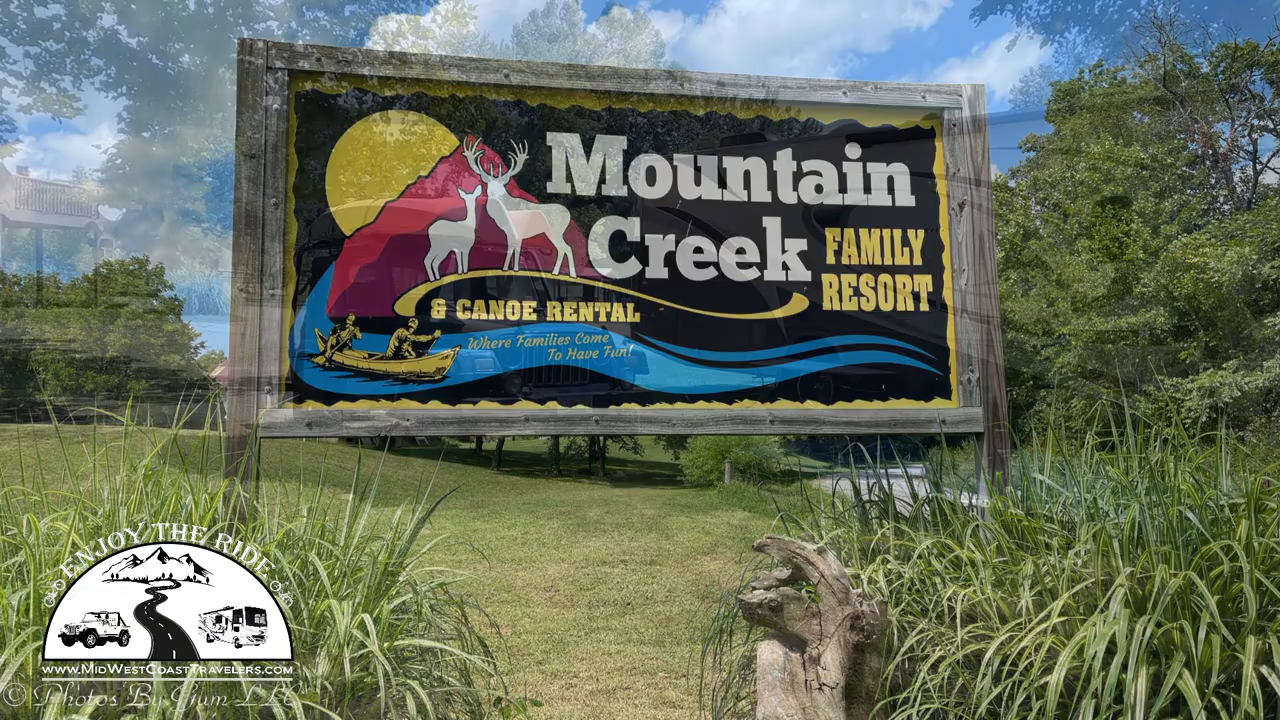 Mountain
Creek
FAMILY
RESORT
& CANOE RENTAL
Where Families Come
To Have Fun!
ENJOY THE RIDE
www.MidWestCoastTravelers.com
© Photos By Gum LLC